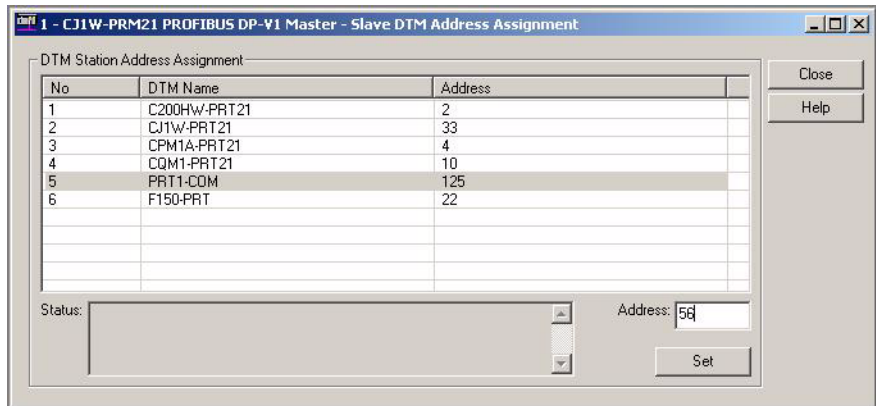 1 - CJ1W-PRM21 PROFIBUS DP-V1 Master - Slave DTM Address Assignment
DTM Station Address Assignment
No DTM Name Address
1 C200HW-PRT21 2
2 CJ1W-PRT21 33
3 CPM1A-PRT21 4
4 CQM1-PRT21 10
5 PRT1-COM 125
6 F150-PRT 22
Close
Help
Status:
Address: 56
Set